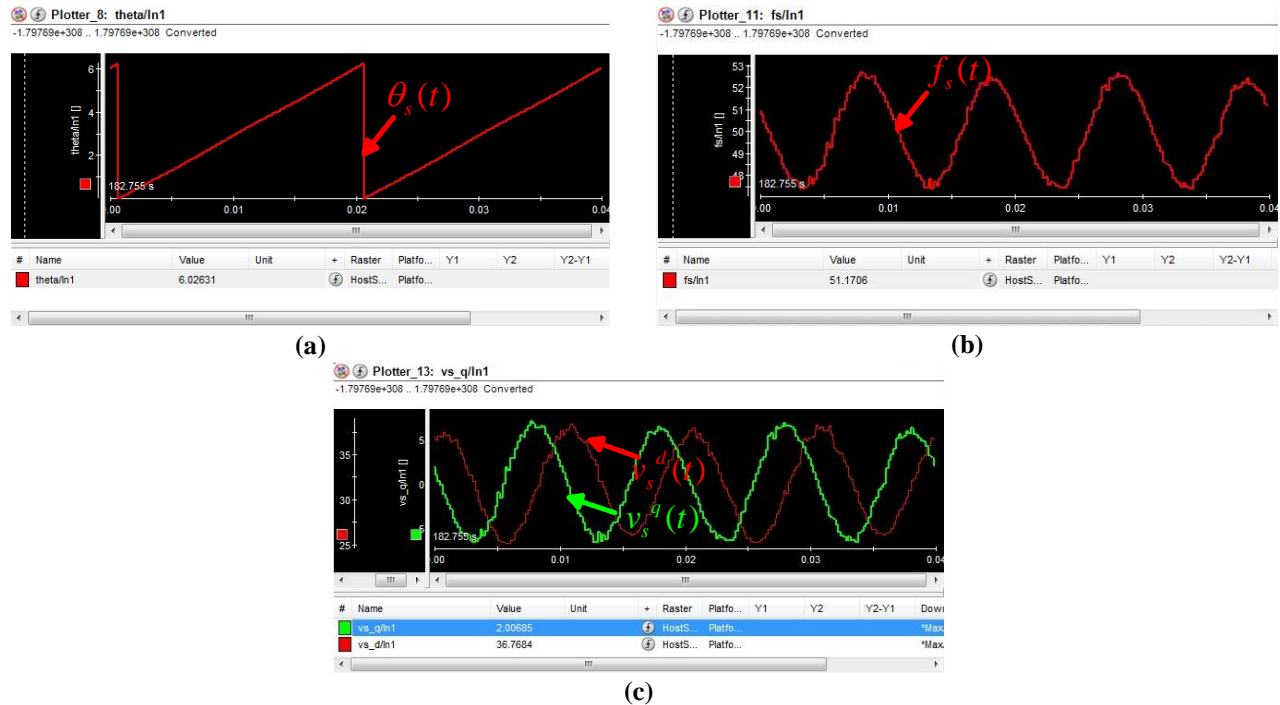 Plotter_8: theta/In1
-1.79769e+308 .. 1.79769e+308 Converted
theta/In1 []
6
4
2
θs(t)
182.755 s
.00 0.01 0.02 0.03 0.04
# Name Value Unit + Raster Platfo... Y1 Y2 Y2-Y1
theta/In1 6.02631 HostS... Platfo...
(a)
Plotter_11: fs/In1
-1.79769e+308 .. 1.79769e+308 Converted
fs/In1 []
53
52
51
50
49
48
fs(t)
182.755 s
.00 0.01 0.02 0.03 0.04
# Name Value Unit + Raster Platfo... Y1 Y2 Y2-Y1
fs/In1 51.1706 HostS... Platfo...
(b)
Plotter_13: vs_q/In1
-1.79769e+308 .. 1.79769e+308 Converted
35
30
25
vs_q/In1 []
5
0
5
vs^d(t)
vs^q(t)
182.755 s
.00 0.01 0.02 0.03 0.04
# Name Value Unit + Raster Platfo... Y1 Y2 Y2-Y1 Down
vs_q/In1 2.00685 HostS... Platfo... *Max.
vs_d/In1 36.7684 HostS... Platfo... *Max.
(c)